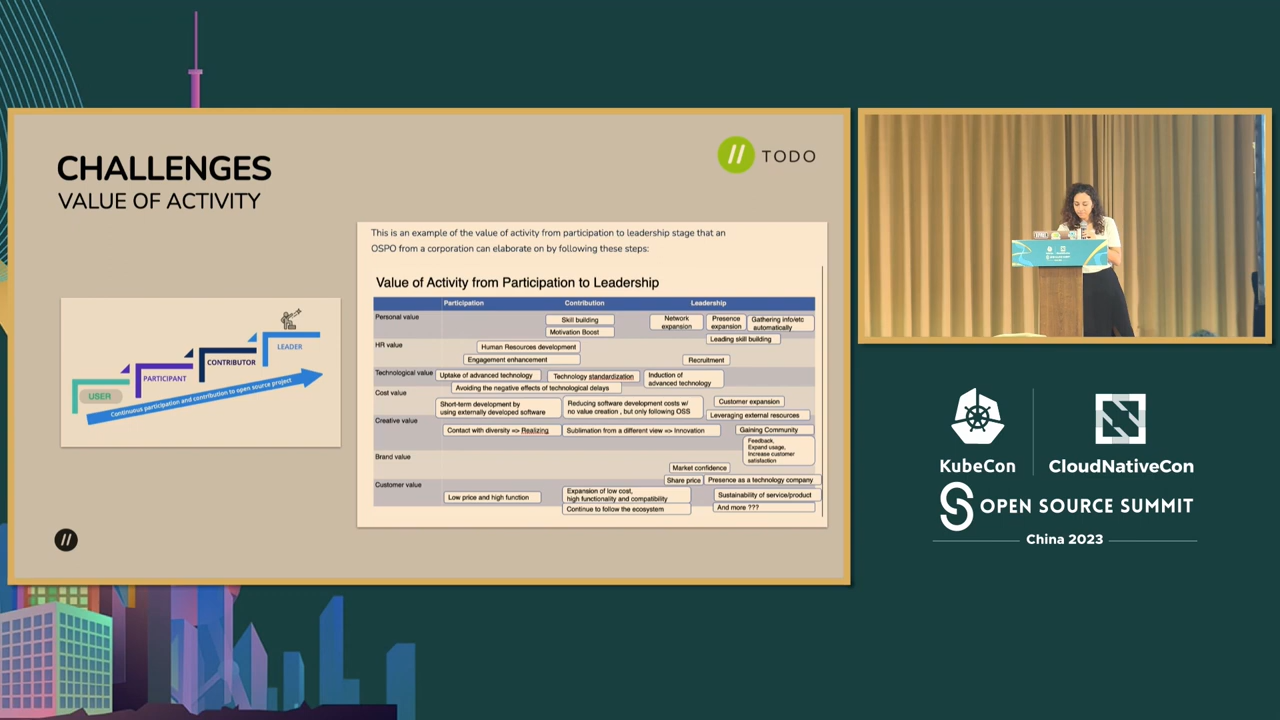 CHALLENGES
VALUE OF ACTIVITY
TODO
USER
PARTICIPANT
CONTRIBUTOR
LEADER
Continuous participation and contribution to open source project
This is an example of the value of activity from participation to leadership stage that an
OSPO from a corporation can elaborate on by following these steps:
Value of Activity from Participation to Leadership
Participation Contribution Leadership
Personal value
Skill building
Motivation Boost
Network
expansion
Presence
expansion
Gathering info/etc
automatically
Leading skill building
HR value
Human Resources development
Engagement enhancement
Recruitment
Technological value
Uptake of advanced technology
Technology standardization
Induction of
advanced technology
Avoiding the negative effects of technological delays
Cost value
Short-term development by
using externally developed software
Reducing software development costs w/
no value creation , but only following OSS
Customer expansion
Leveraging external resources
Creative value
Contact with diversity => Realizing
Sublimation from a different view => Innovation
Gaining Community
Feedback,
Expand usage,
Increase customer
satisfaction
Brand value
Market confidence
Share price
Presence as a technology company
Customer value
Low price and high function
Expansion of low cost,
high functionality and compatibility
Continue to follow the ecosystem
Sustainability of service/product
And more ???
KubeCon
CloudNativeCon
OPEN SOURCE SUMMIT
China 2023